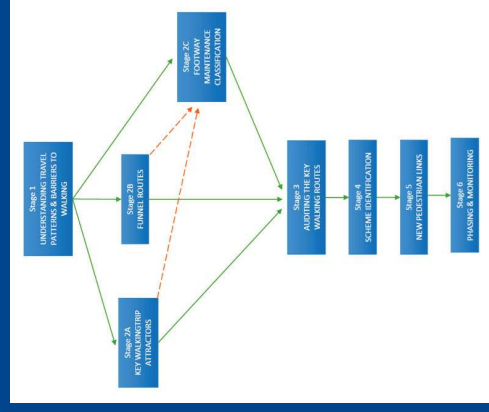 Stage 1
UNDERSTANDING TRAVEL
PATTERNS & BARRIERS TO
WALKING
Stage 2A
KEY WALKINGTRIP
ATTRACTORS
Stage 2B
FUNNEL ROUTES
Stage 2C
FOOTWAY
MAINTENANCE
CLASSIFICATION
Stage 3
AUDITING THE KEY
WALKING ROUTES
Stage 4
SCHEME IDENTIFICATION
Stage 5
NEW PEDESTRIAN LINKS
Stage 6
PHASING & MONITORING